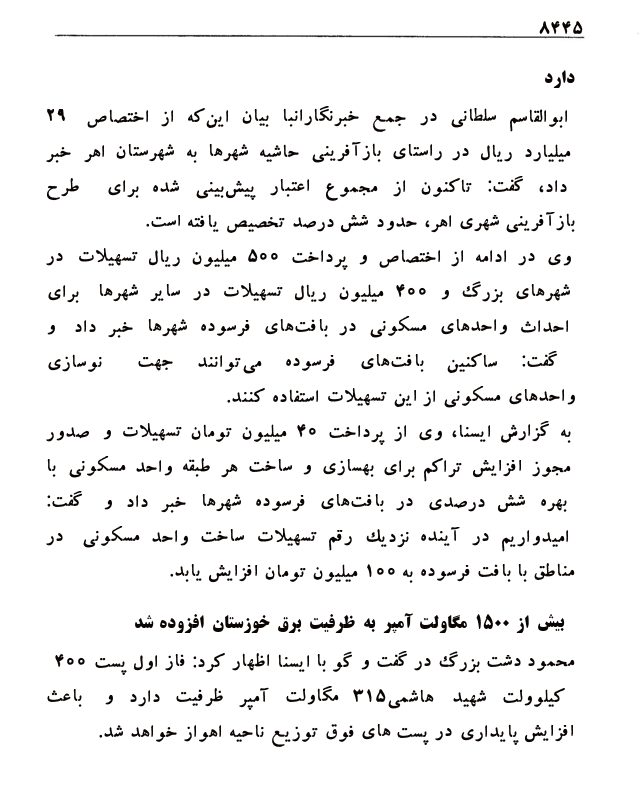 ۸۴۴۵
دارد
ابوالقاسم سلطانی در جمع خبرنگارانبا بیان این‌که از اختصاص ۲۹
میلیارد ریال در راستای بازآفرینی حاشیه شهرها به شهرستان اهر خبر
داد، گفت: تاکنون از مجموع اعتبار پیش‌بینی شده برای طرح
بازآفرینی شهری اهر، حدود شش درصد تخصیص یافته است.
وی در ادامه از اختصاص و پرداخت ۵۰۰ میلیون ریال تسهیلات در
شهرهای بزرگ و ۴۰۰ میلیون ریال تسهیلات در سایر شهرها برای
احداث واحدهای مسکونی در بافت‌های فرسوده شهرها خبر داد و
گفت: ساکنین بافت‌های فرسوده می‌توانند جهت نوسازی
واحدهای مسکونی از این تسهیلات استفاده کنند.
به گزارش ایسنا، وی از پرداخت ۴۰ میلیون تومان تسهیلات و صدور
مجوز افزایش تراکم برای بهسازی و ساخت هر طبقه واحد مسکونی با
بهره شش درصدی در بافت‌های فرسوده شهرها خبر داد و گفت:
امیدواریم در آینده نزدیك رقم تسهیلات ساخت واحد مسکونی در
مناطق با بافت فرسوده به ۱۰۰ میلیون تومان افزایش یابد.
بیش از ۱۵۰۰ مگاولت آمپر به ظرفیت برق خوزستان افزوده شد
محمود دشت بزرگ در گفت و گو با ایسنا اظهار کرد: فاز اول پست ۴۰۰
کیلوولت شهید هاشمی۳۱۵ مگاولت آمپر ظرفیت دارد و باعث
افزایش پایداری در پست های فوق توزیع ناحیه اهواز خواهد شد.